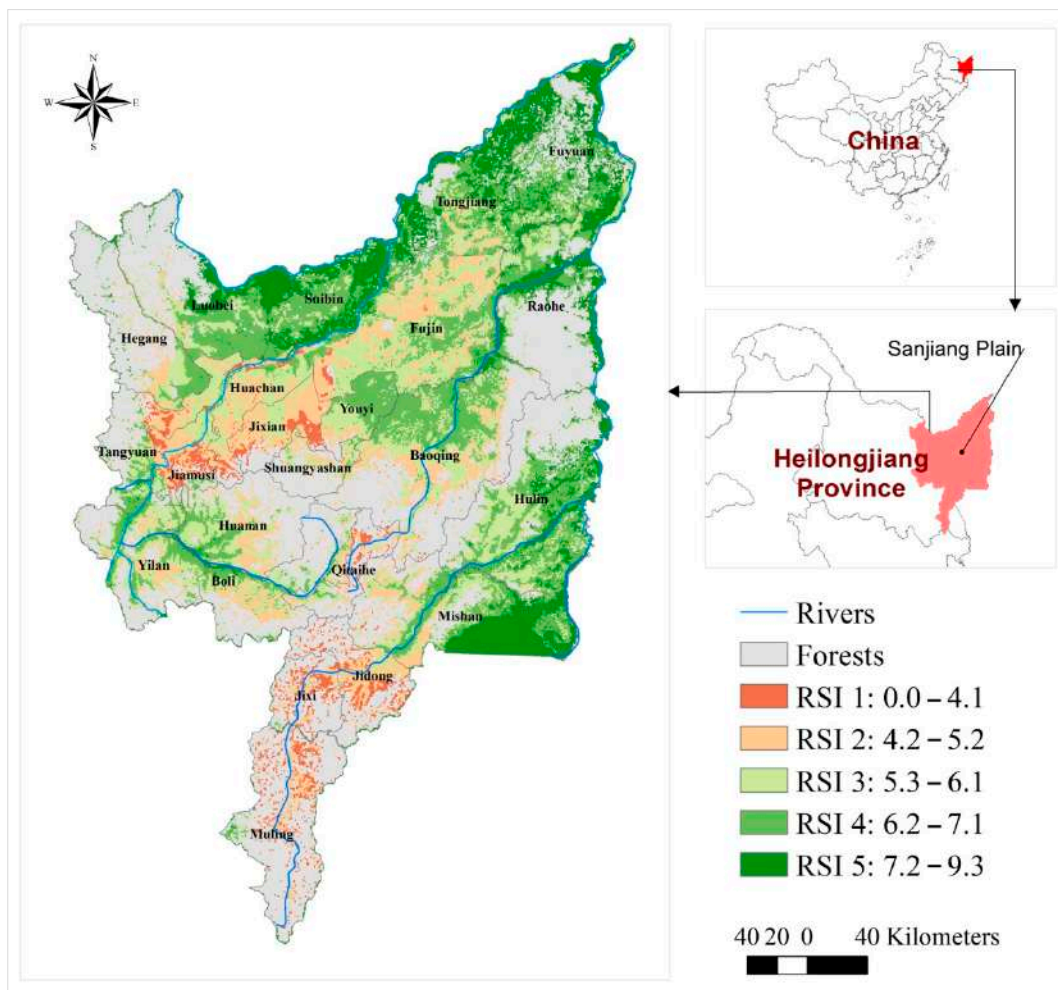 N
W
E
S
Fuyuan
Tongjiang
Luobei
Suibin
Raohe
Hegang
Fujin
Huachan
Youyi
Jixian
Tangyuan
Baoqing
Jiamusi
Shuangyashan
Hulin
Huanan
Qitaihe
Yilan
Boli
Mishan
Jidong
Jixi
Muling
China
Sanjiang Plain
Heilongjiang
Province
Rivers
Forests
RSI 1: 0.0 – 4.1
RSI 2: 4.2 – 5.2
RSI 3: 5.3 – 6.1
RSI 4: 6.2 – 7.1
RSI 5: 7.2 – 9.3
40 20 0 40 Kilometers